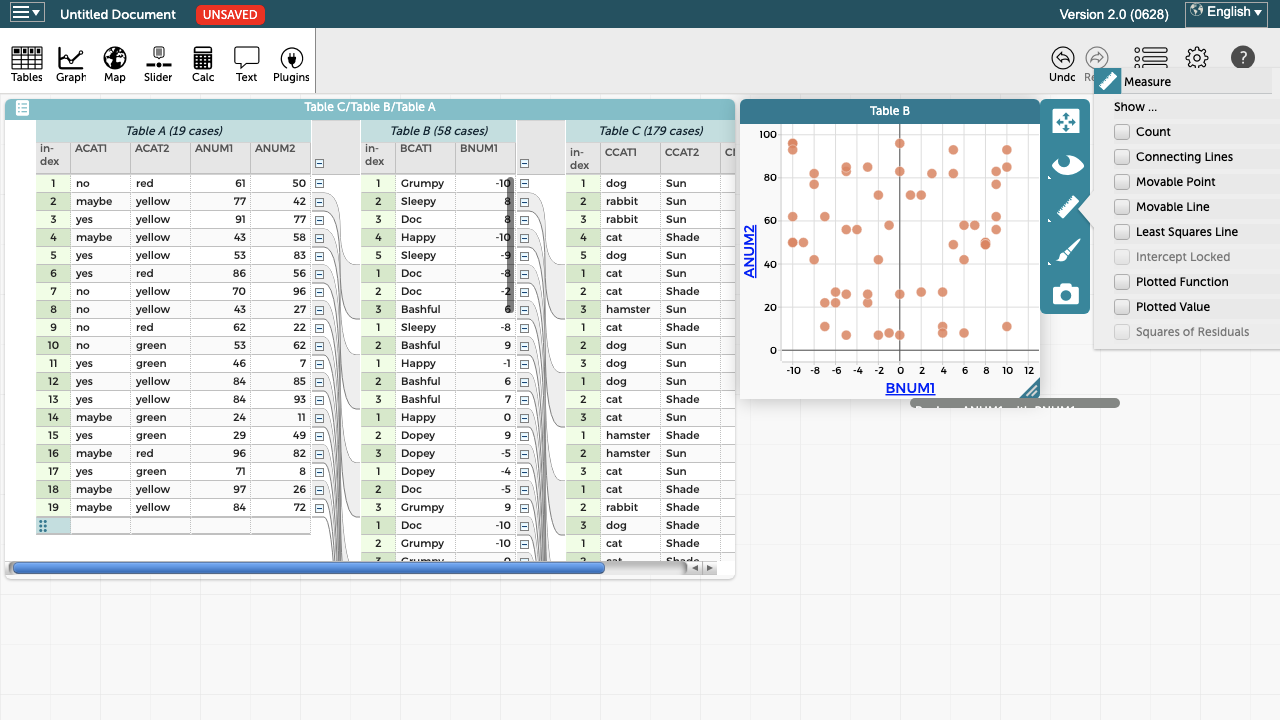 Untitled Document UNSAVED Version 2.0 (0628) English
Tables Graph Map Slider Calc Text Plugins Undo
Measure
Show ...
Count
Connecting Lines
Movable Point
Movable Line
Least Squares Line
Intercept Locked
Plotted Function
Plotted Value
Squares of Residuals
Table C/Table B/Table A
Table A (19 cases) Table B (58 cases) Table C (179 cases)
in-dex ACAT1 ACAT2 ANUM1 ANUM2 in-dex BCAT1 BNUM1 in-dex CCAT1 CCAT2
1 no red 61 50 1 Grumpy -10 1 dog Sun
2 maybe yellow 77 42 2 Sleepy 8 2 rabbit Sun
3 yes yellow 91 77 3 Doc 8 3 rabbit Sun
4 maybe yellow 43 58 4 Happy -10 4 cat Shade
5 yes yellow 53 83 5 Sleepy -9 5 dog Sun
6 yes red 86 56 1 Doc -8 1 cat Sun
7 no yellow 70 96 2 Doc -2 2 cat Shade
8 no yellow 43 27 3 Bashful 6 3 hamster Sun
9 no red 62 22 1 Sleepy -8 1 cat Shade
10 no green 53 62 2 Bashful 9 2 dog Sun
11 yes green 46 7 1 Happy -1 3 dog Sun
12 yes yellow 84 85 2 Bashful 6 1 dog Sun
13 yes yellow 84 93 3 Bashful 7 2 cat Shade
14 maybe green 24 11 1 Happy 0 3 cat Sun
15 yes green 29 49 2 Dopey 9 1 hamster Shade
16 maybe red 96 82 3 Dopey -5 2 hamster Sun
17 yes green 71 8 1 Dopey -4 3 cat Sun
18 maybe yellow 97 26 2 Doc -5 1 cat Shade
19 maybe yellow 84 72 3 Grumpy 9 2 rabbit Shade
1 Doc -10 3 dog Shade
2 Grumpy -10 1 cat Shade
3 Grumpy 0 2 cat Shade
Table B
ANUM2
100
80
60
40
20
0
-10 -8 -6 -4 -2 0 2 4 6 8 10 12
BNUM1